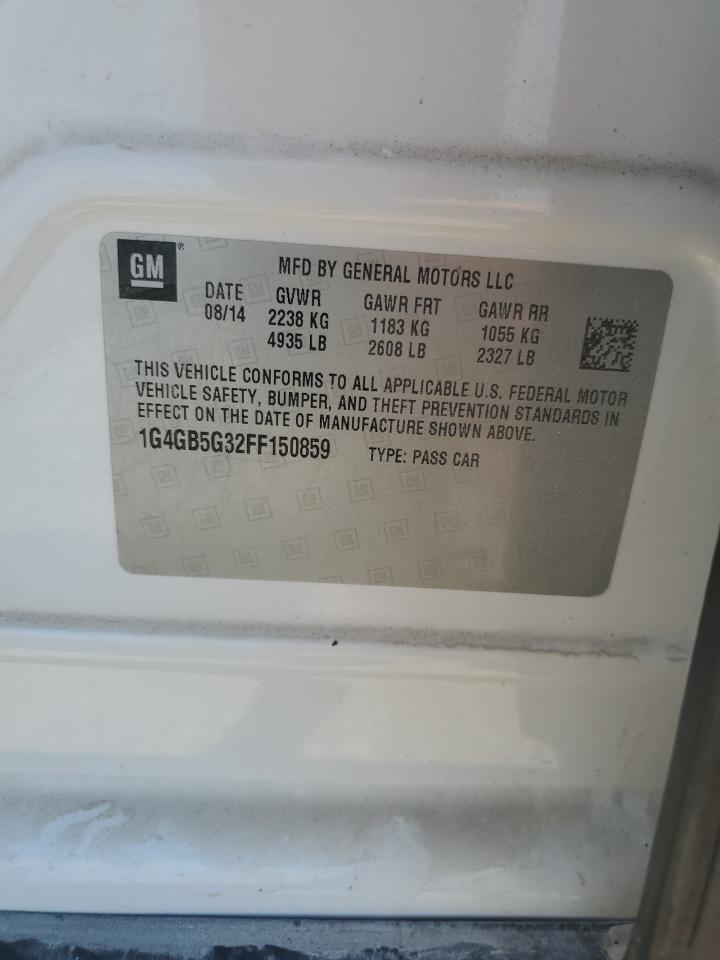 GM ®
MFD BY GENERAL MOTORS LLC
DATE GVWR GAWR FRT GAWR RR
08/14 2238 KG 1183 KG 1055 KG
4935 LB 2608 LB 2327 LB
THIS VEHICLE CONFORMS TO ALL APPLICABLE U.S. FEDERAL MOTOR
VEHICLE SAFETY, BUMPER, AND THEFT PREVENTION STANDARDS IN
EFFECT ON THE DATE OF MANUFACTURE SHOWN ABOVE.
1G4GB5G32FF150859 TYPE: PASS CAR